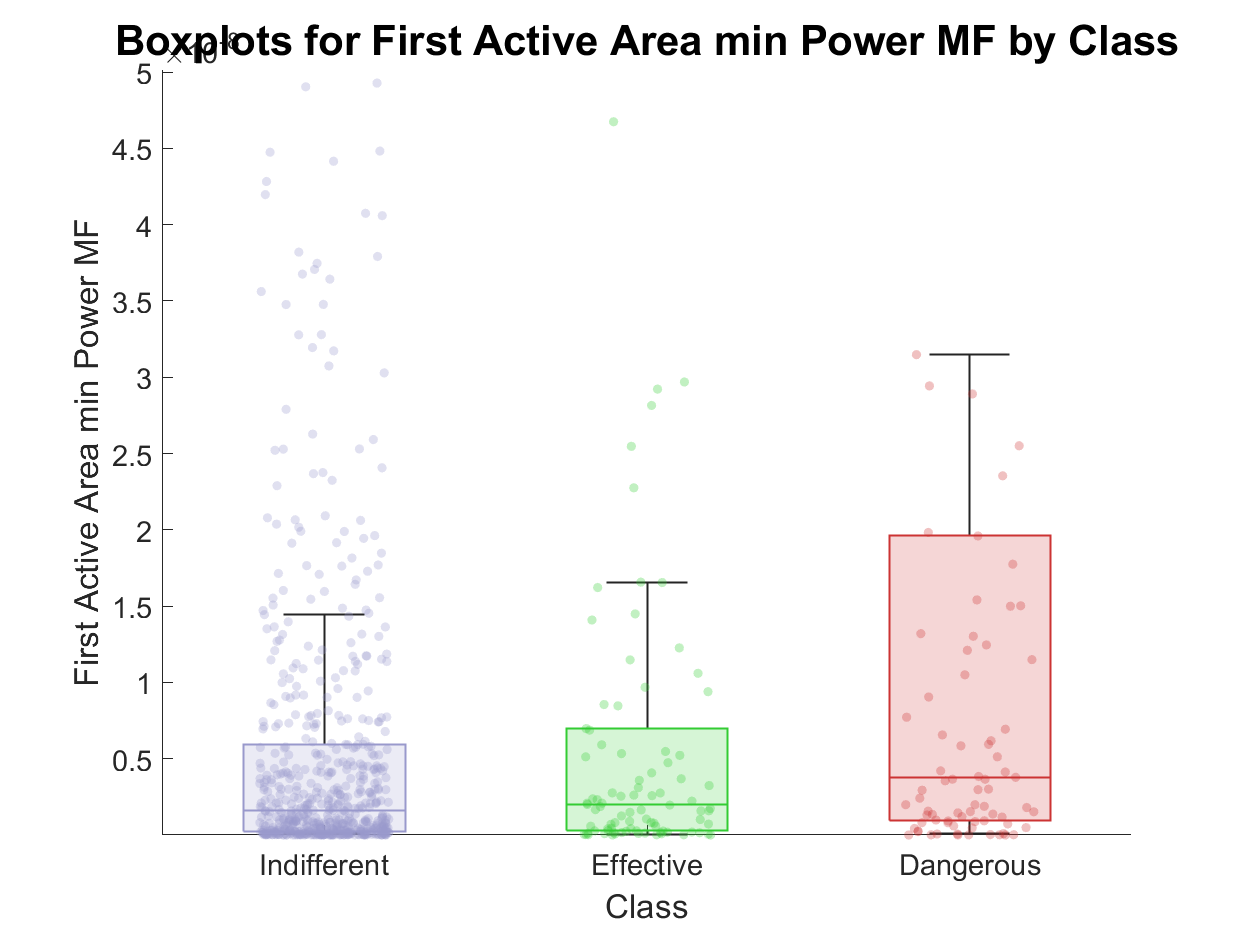 Boxplots for First Active Area min Power MF by Class
5
4.5
4
3.5
3
2.5
2
1.5
1
0.5
First Active Area min Power MF
Indifferent
Effective
Dangerous
Class